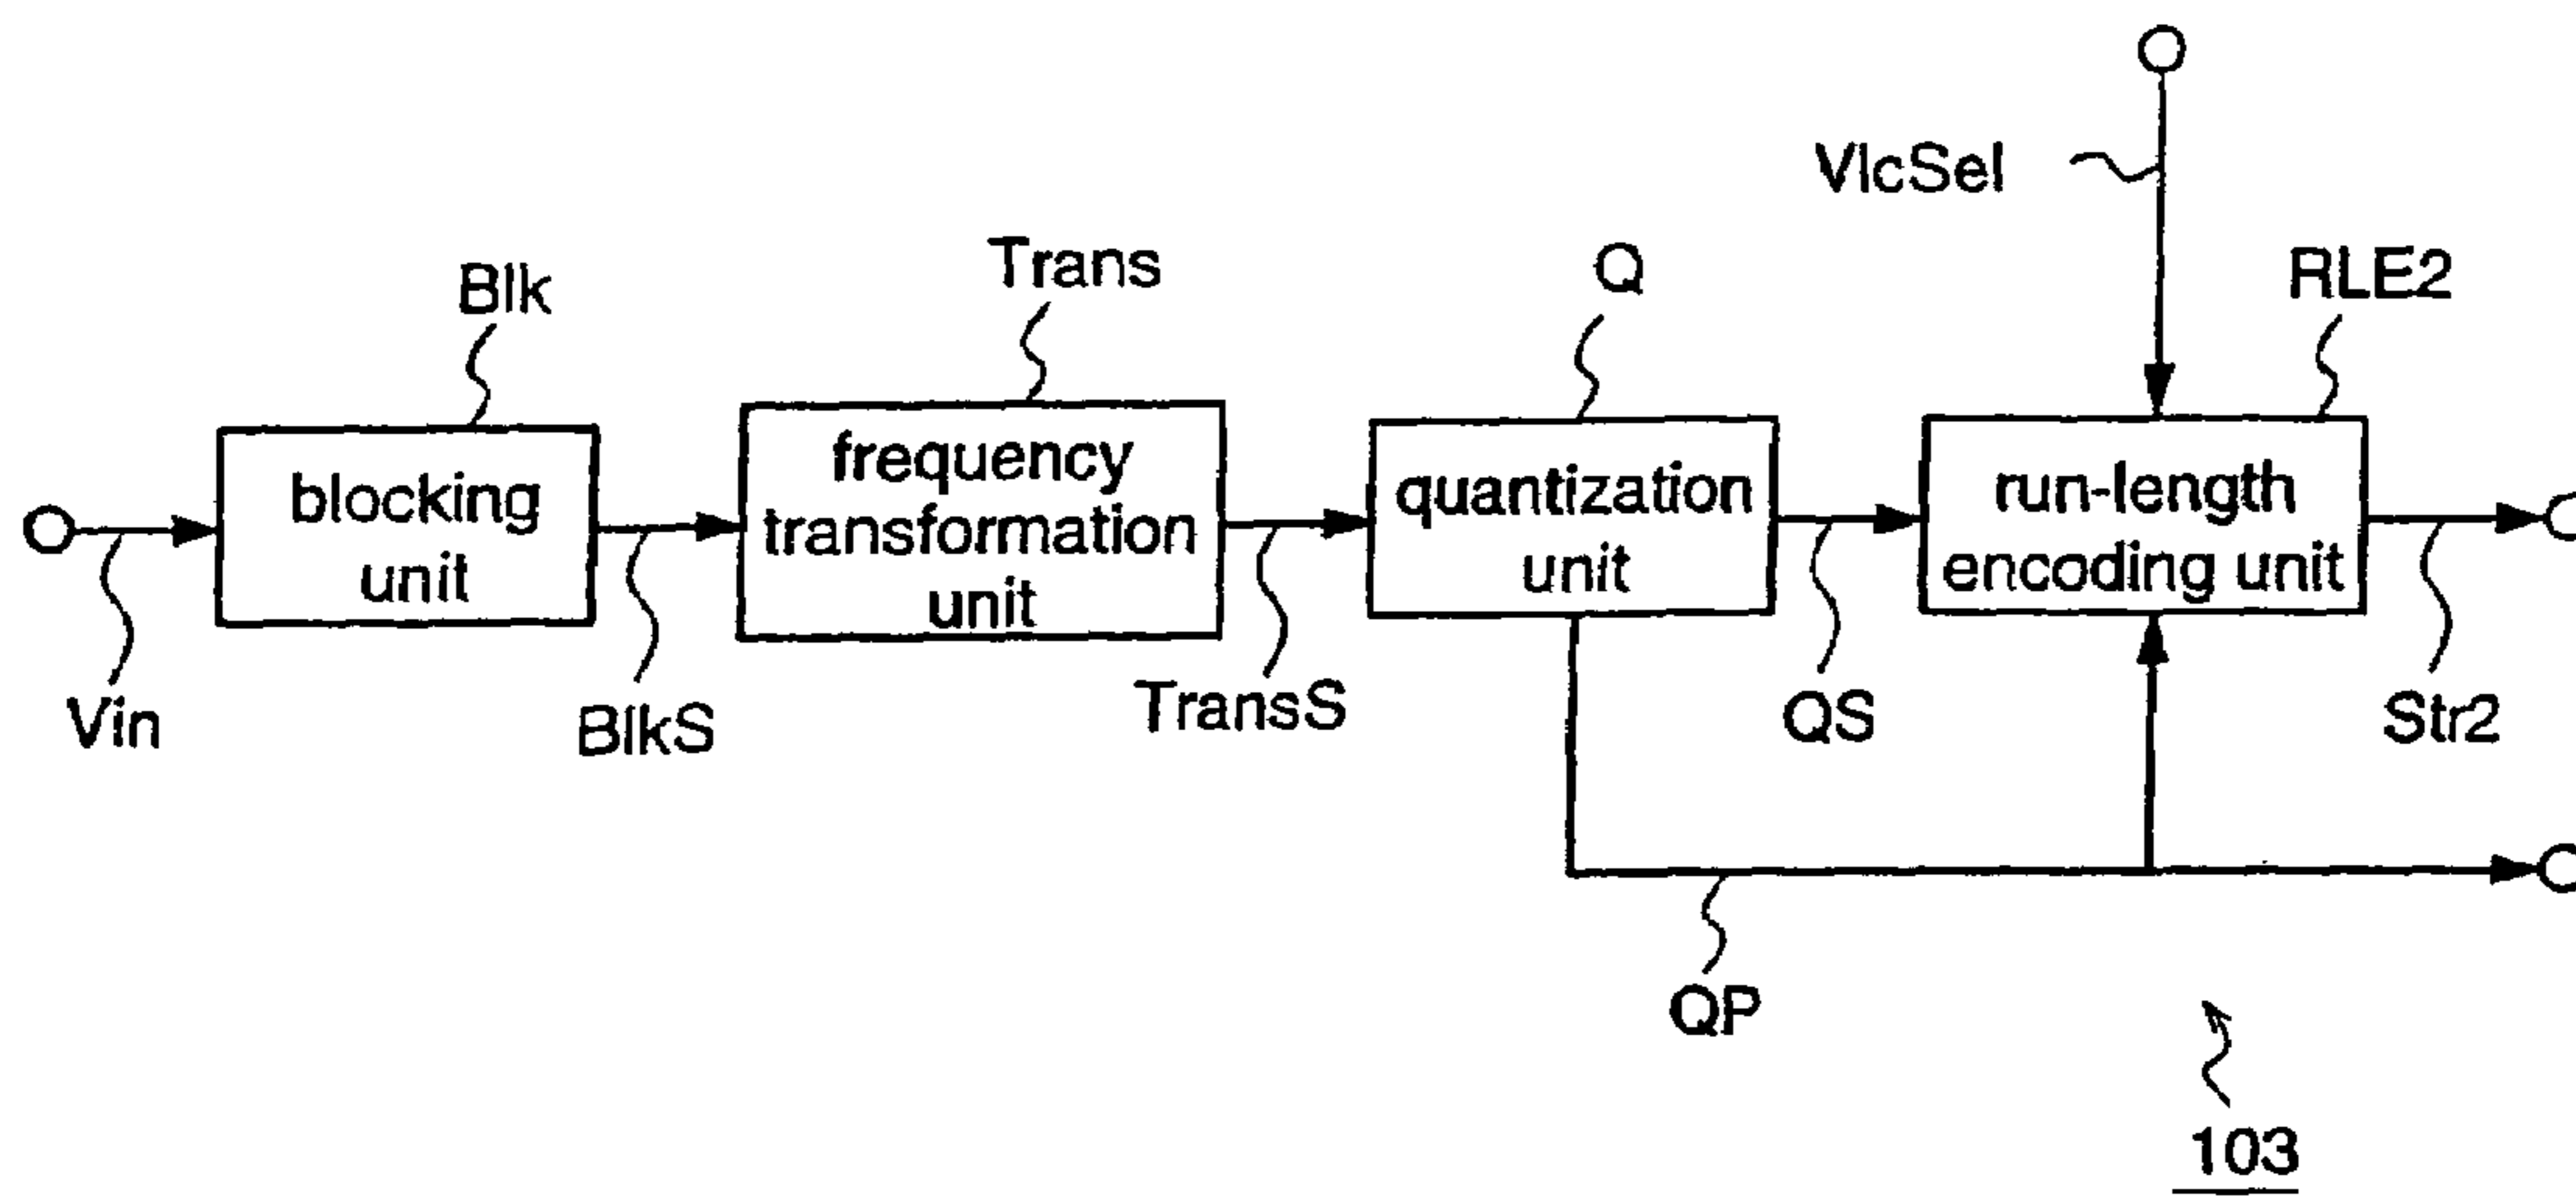 VlcSel
Blk
Trans
Q
RLE2
blocking
unit
frequency
transformation
unit
quantization
unit
run-length
encoding unit
Vin
BlkS
TransS
QS
Str2
QP
103